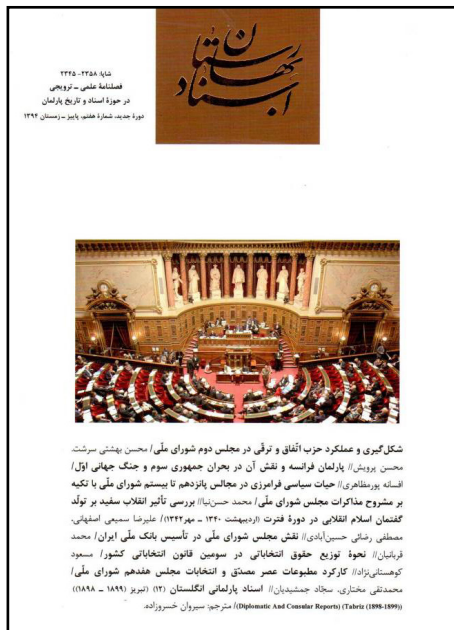 شاپا: ۲۳۵۸-۲۳۴۵
فصلنامهٔ علمی ـ ترویجی
در حوزهٔ اسناد و تاریخ پارلمان
دورهٔ جدید، شمارهٔ هفتم، پاییز ـ زمستان ۱۳۹۴
اسناد بهارستان
شکل‌گیری و عملکرد حزب اتّفاق و ترقّی در مجلس دوم شورای ملّی/ محسن بهشتی سرشت،
محسن پرویش// پارلمان فرانسه و نقش آن در بحران جمهوری سوم و جنگ جهانی اوّل/
افسانه پورمظاهری// حیات سیاسی فرامرزی در مجالس پانزدهم تا بیستم شورای ملّی با تکیه
بر مشروح مذاکرات مجلس شورای ملّی/ محمد حسن‌نیا// بررسی تأثیر انقلاب سفید بر تولّد
گفتمان اسلام انقلابی در دورهٔ فترت (اردیبهشت ۱۳۴۰ ـ مهر۱۳۴۲)/ علیرضا سمیعی اصفهانی،
مصطفی رضائی حسین‌آبادی// نقش مجلس شورای ملّی در تأسیس بانک ملّی ایران/ محمد
قربانیان// نحوهٔ توزیع حقوق انتخاباتی در سومین قانون انتخاباتی کشور/ مسعود
کوهستانی‌نژاد// کارکرد مطبوعات عصر مصدّق و انتخابات مجلس هفدهم شورای ملّی/
محمدتقی مختاری، سجّاد جمشیدیان// اسناد پارلمانی انگلستان (۱۲) (تبریز (۱۸۹۹ ـ ۱۸۹۸))
(Diplomatic And Consular Reports) (Tabriz (1898-1899))/ مترجم: سیروان خسروزاده.